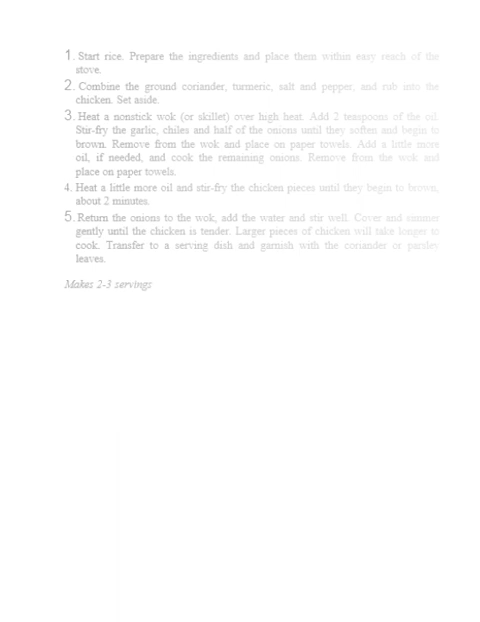 1. Start rice. Prepare the ingredients and place them within easy reach of the
stove.
2. Combine the ground coriander, turmeric, salt and pepper, and rub into the
chicken. Set aside.
3. Heat a nonstick wok (or skillet) over high heat. Add 2 teaspoons of the oil.
Stir-fry the garlic, chiles and half of the onions until they soften and begin to
brown. Remove from the wok and place on paper towels. Add a little more
oil, if needed, and cook the remaining onions. Remove from the wok and
place on paper towels.
4. Heat a little more oil and stir-fry the chicken pieces until they begin to brown,
about 2 minutes.
5. Return the onions to the wok, add the water and stir well. Cover and simmer
gently until the chicken is tender. Larger pieces of chicken will take longer to
cook. Transfer to a serving dish and garnish with the coriander or parsley
leaves.
Makes 2-3 servings